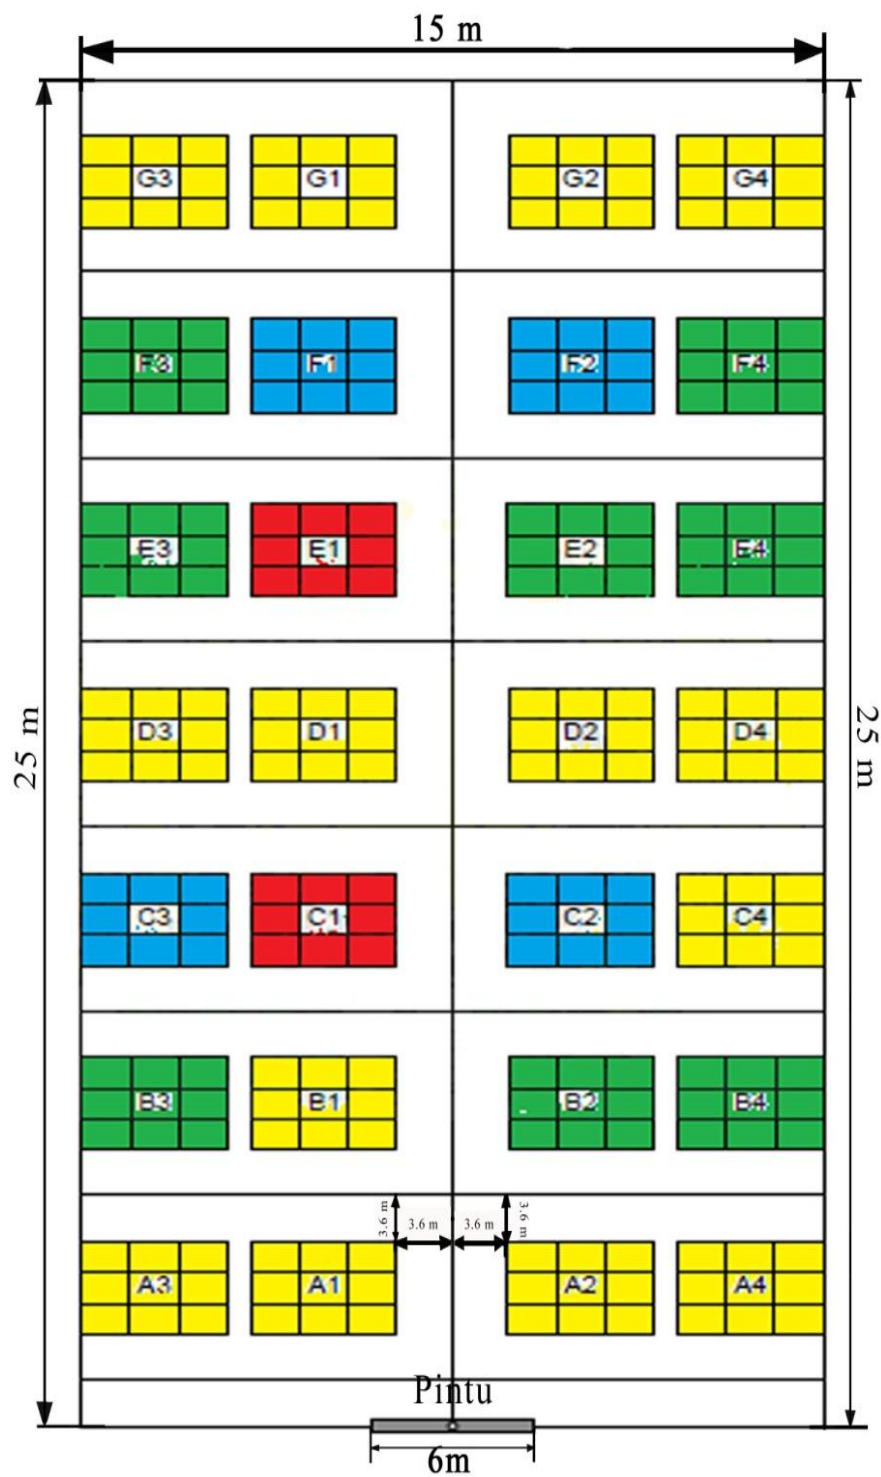 15 m
G3 G1 G2 G4
F3 F1 F2 F4
E3 E1 E2 E4
25 m
25 m
D3 D1 D2 D4
C3 C1 C2 C4
B3 B1 B2 B4
3.6 m
3.6 m
3.6 m
3.6 m
A3 A1 A2 A4
Pintu
6m